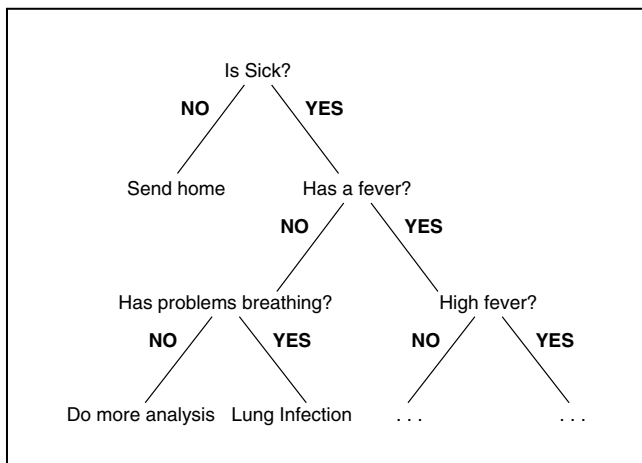 Is Sick?
NO YES
Send home Has a fever?
NO YES
Has problems breathing? High fever?
NO YES NO YES
Do more analysis Lung Infection . . . . . .